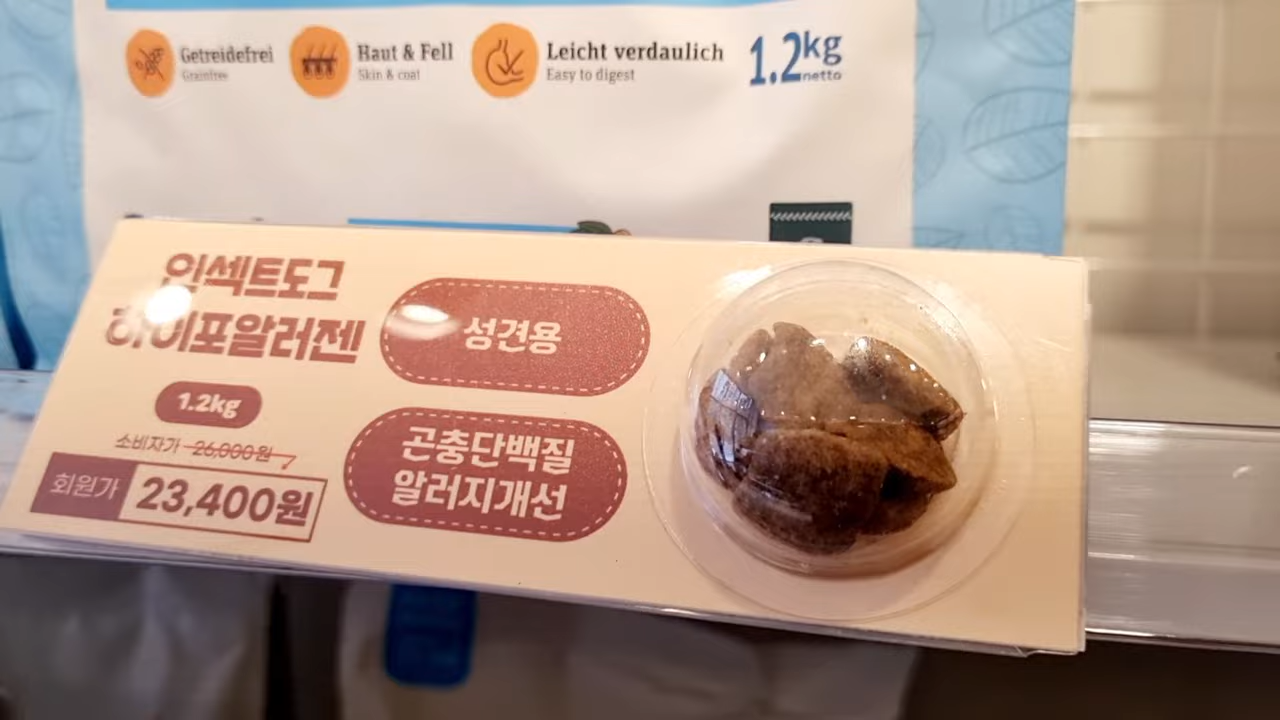 Getreidefrei
Grainfree
Haut & Fell
Skin & coat
Leicht verdaulich
Easy to digest
1.2kg
netto
인섹트도그
하이포알러젠
1.2kg
소비자가 26,000원
회원가 23,400원
성견용
곤충단백질
알러지개선